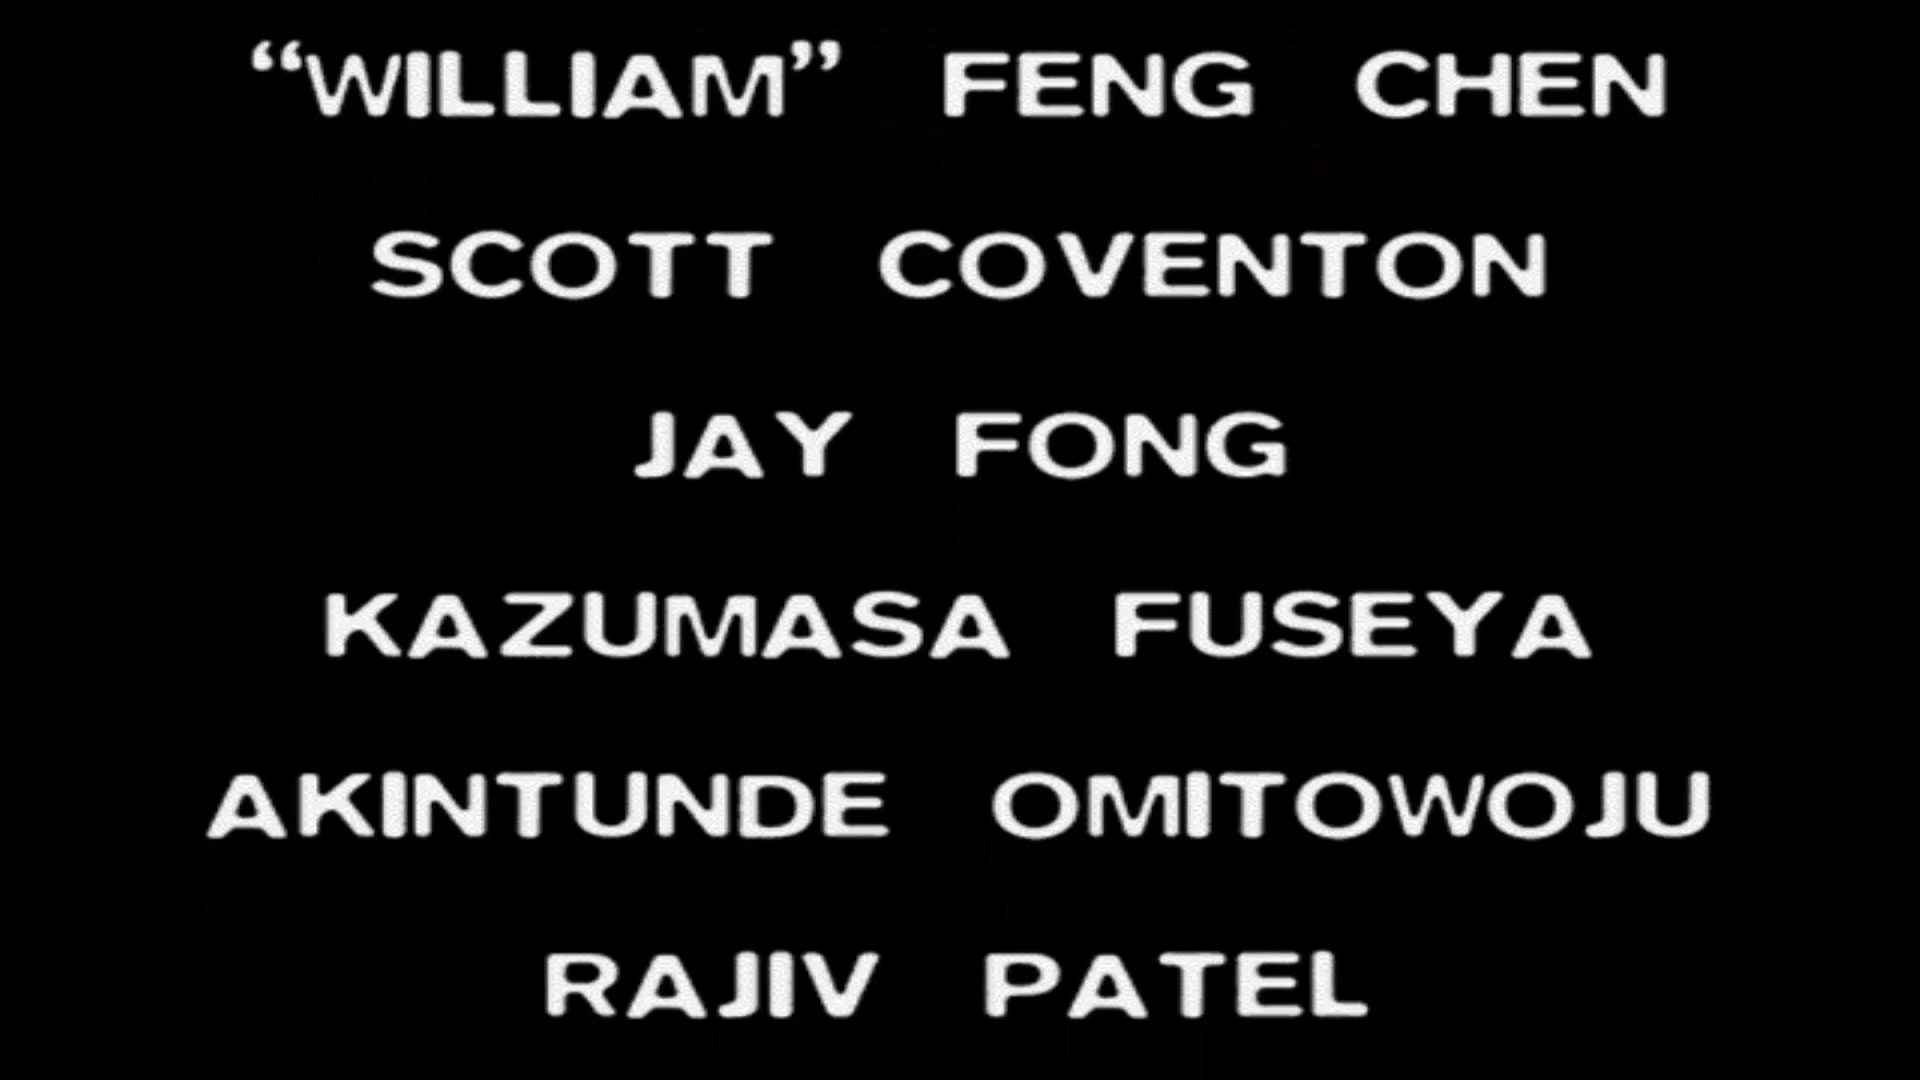 “WILLIAM” FENG CHEN
SCOTT COVENTON
JAY FONG
KAZUMASA FUSEYA
AKINTUNDE OMITOWOJU
RAJIV PATEL